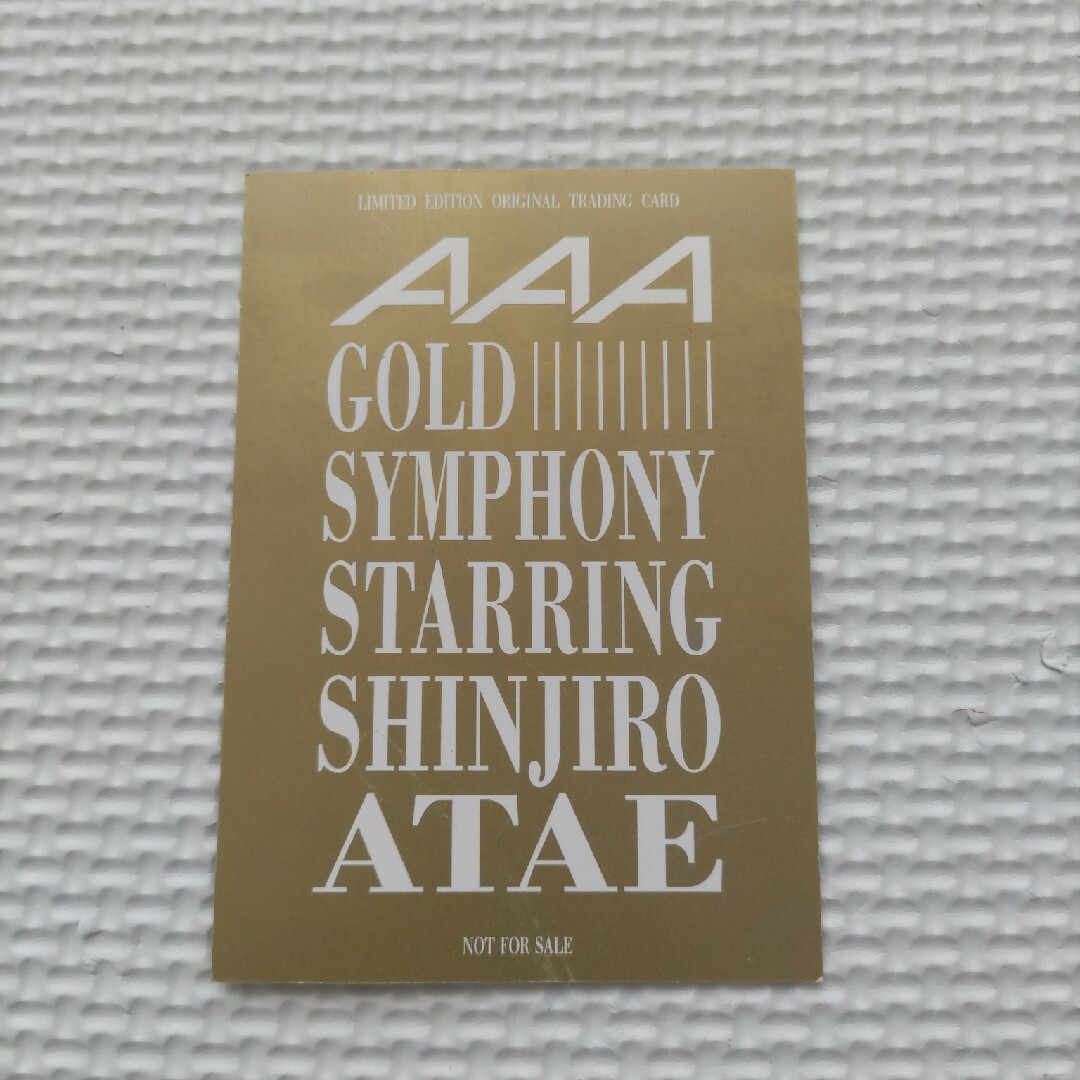 LIMITED EDITION ORIGINAL TRADING CARD
AAA
GOLD
SYMPHONY
STARRING
SHINJIRO
ATAE
NOT FOR SALE